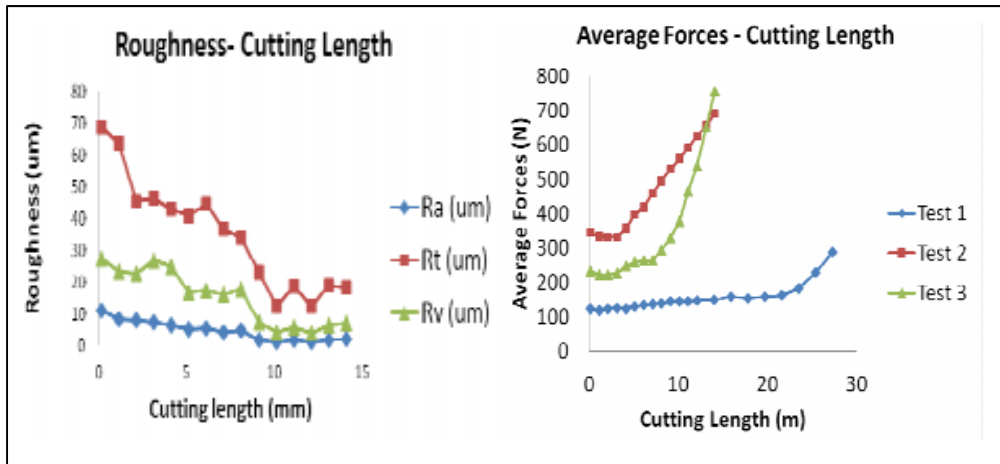 Roughness- Cutting Length
80
70
60
50
40
30
20
10
0
0 5 10 15
Roughness (um)
Cutting length (mm)
Ra (um)
Rt (um)
Rv (um)
Average Forces - Cutting Length
800
700
600
500
400
300
200
100
0
0 10 20 30
Average Forces (N)
Cutting Length (m)
Test 1
Test 2
Test 3